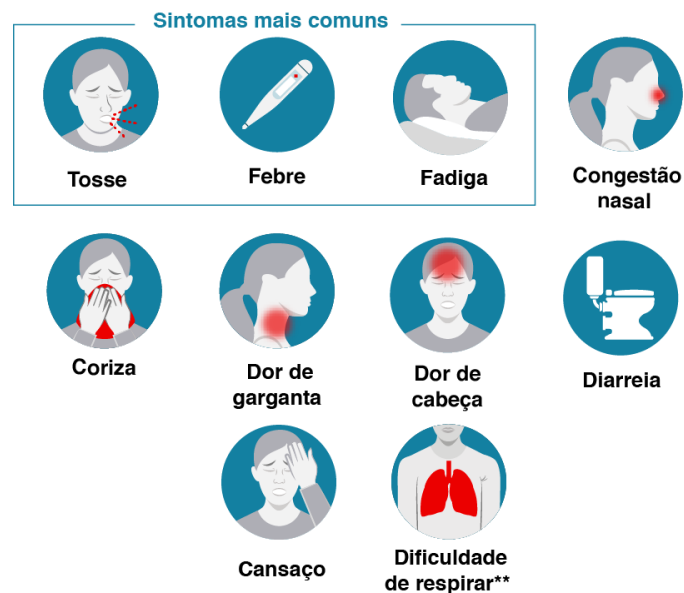 Sintomas mais comuns
Tosse
Febre
Fadiga
Congestão
nasal
Coriza
Dor de
garganta
Dor de
cabeça
Diarreia
Cansaço
Dificuldade
de respirar**